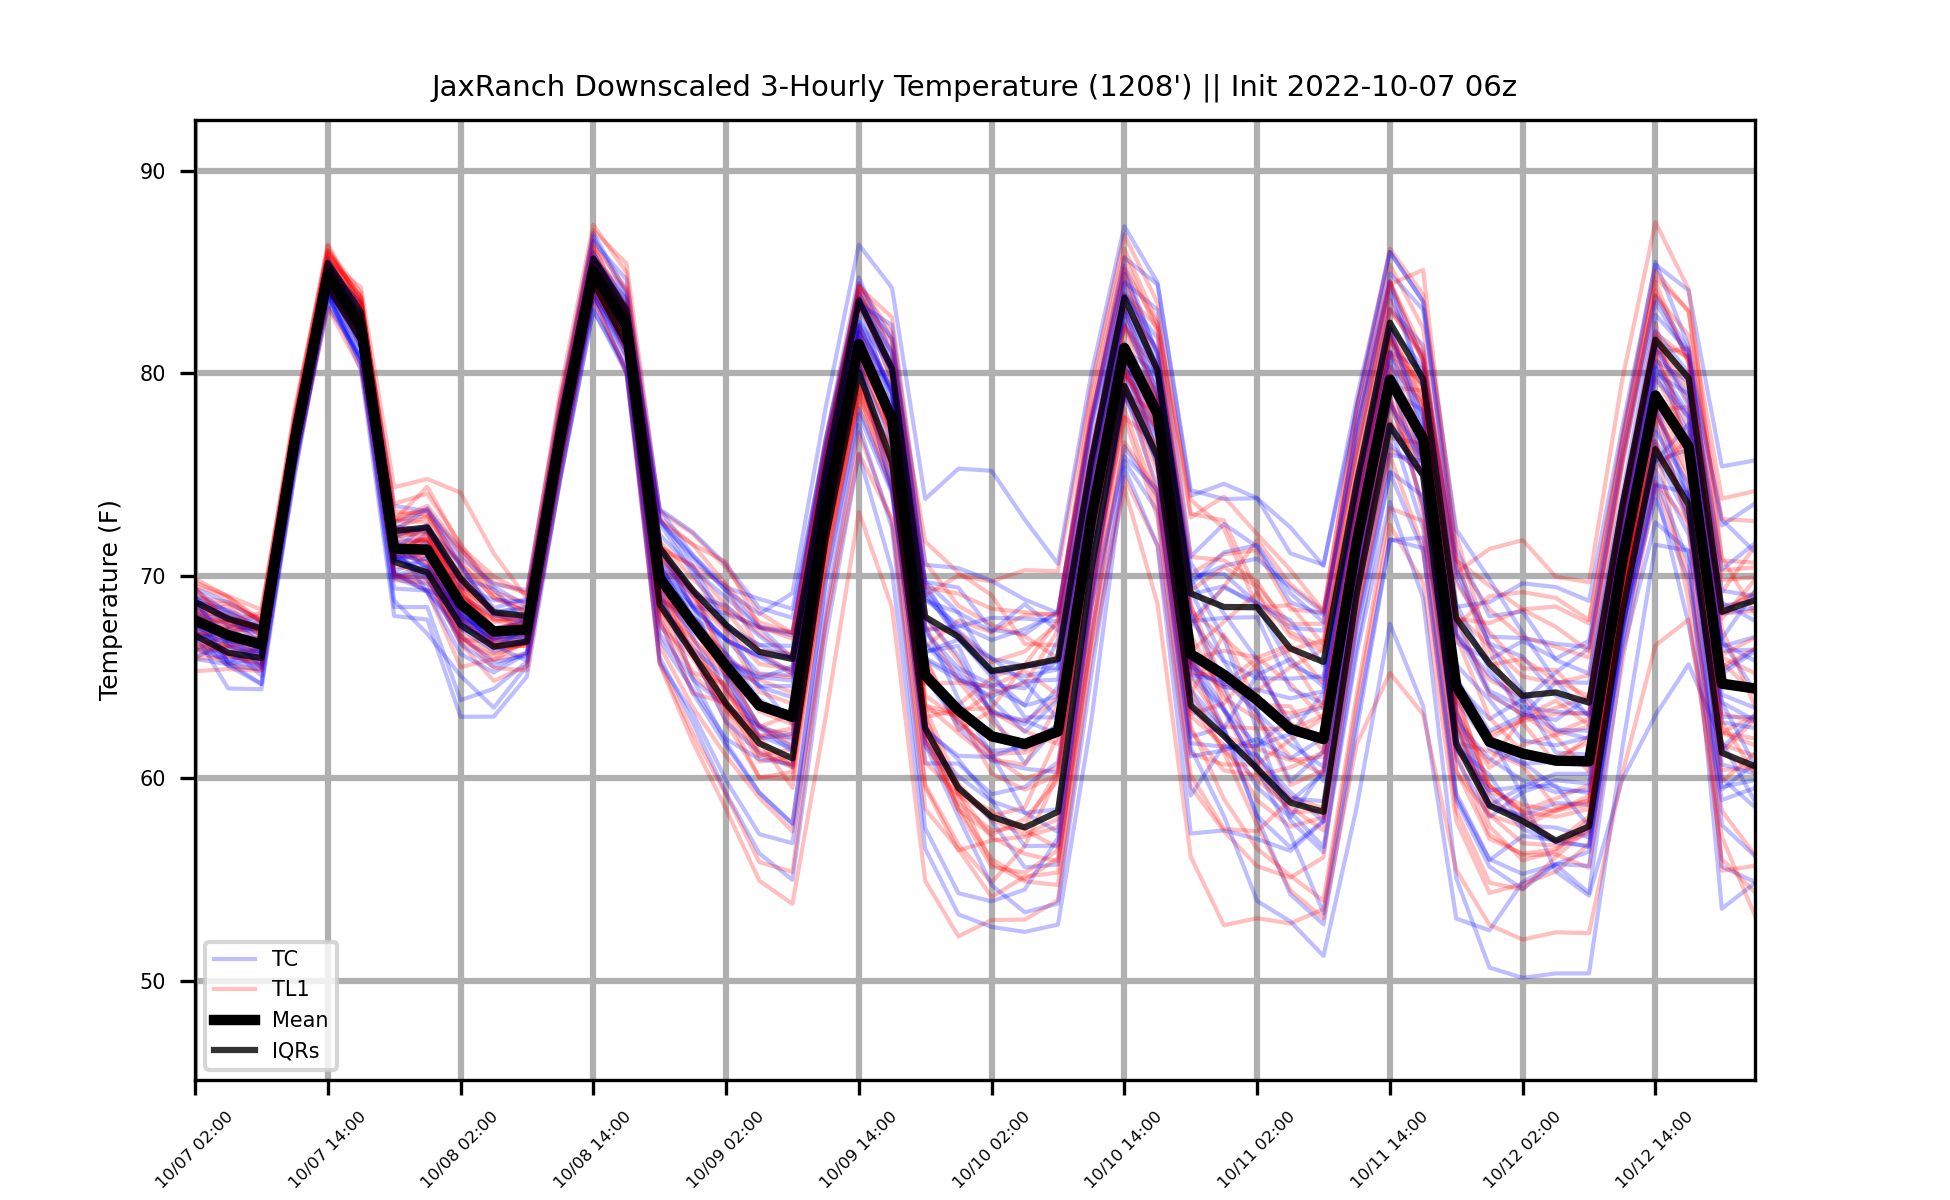 JaxRanch Downscaled 3-Hourly Temperature (1208') || Init 2022-10-07 06z
Temperature (F)
90
80
70
60
50
TC
TL1
Mean
IQRs
10/07 02:00
10/07 14:00
10/08 02:00
10/08 14:00
10/09 02:00
10/09 14:00
10/10 02:00
10/10 14:00
10/11 02:00
10/11 14:00
10/12 02:00
10/12 14:00